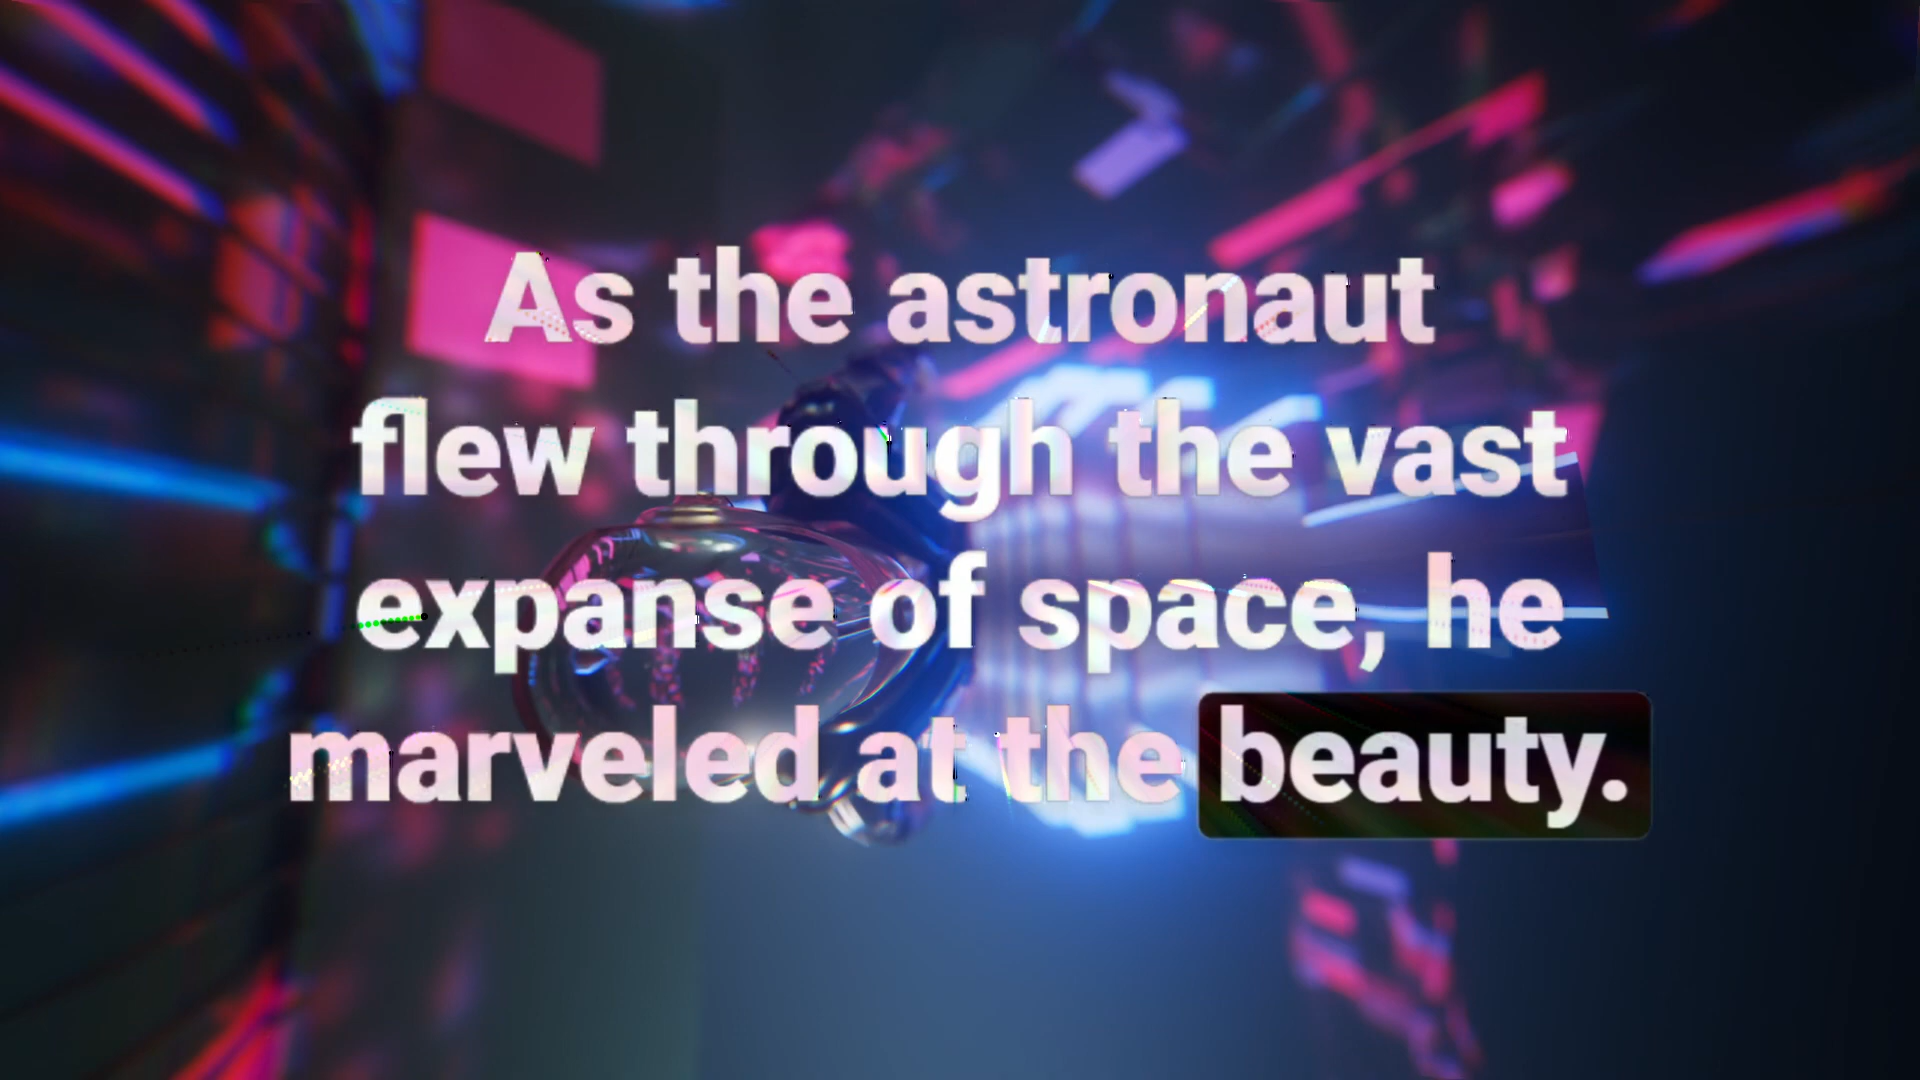 As the astronaut
flew through the vast
expanse of space, he
marveled at the beauty.